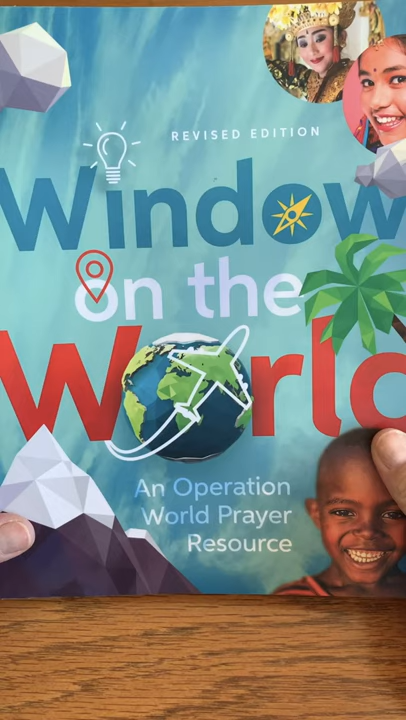 REVISED EDITION
Window
on the
World
An Operation
World Prayer
Resource